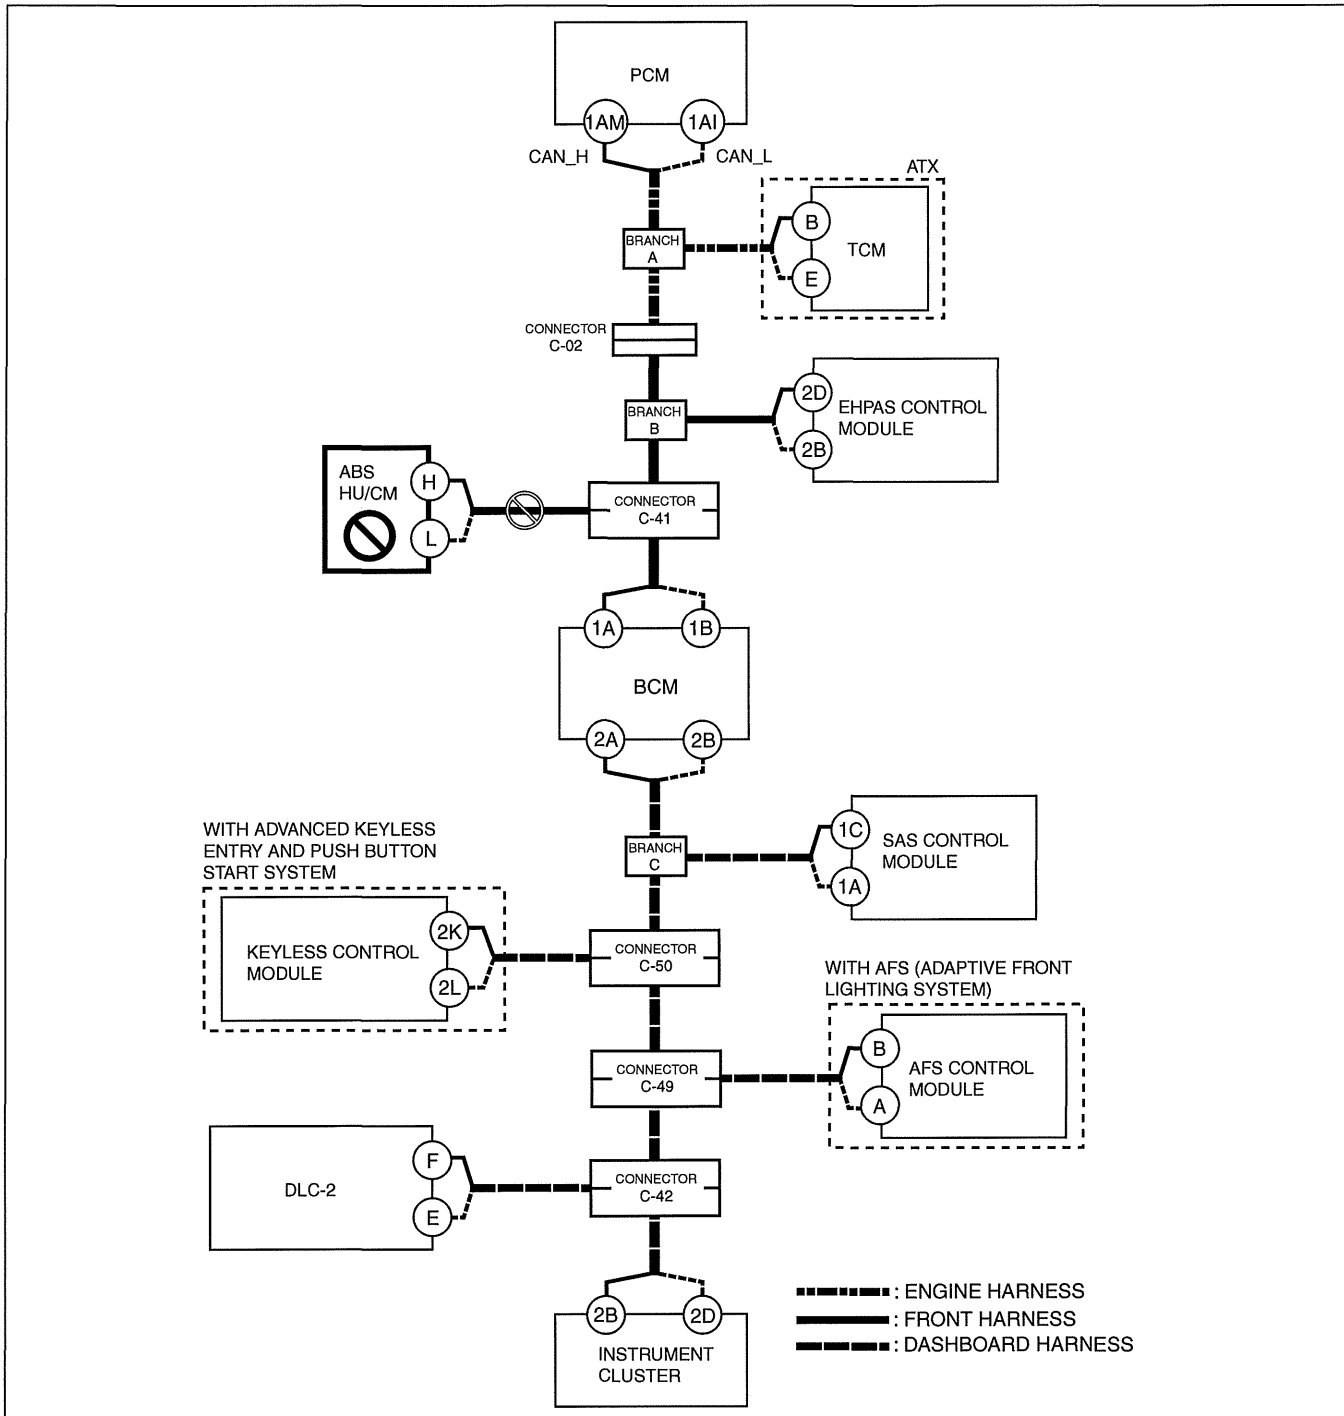 PCM
1AM
1AI
CAN_H
CAN_L
ATX
BRANCH
A
B
TCM
E
CONNECTOR
C-02
BRANCH
B
2D
EHPAS CONTROL
MODULE
2B
ABS
HU/CM
H
L
CONNECTOR
C-41
1A
1B
BCM
2A
2B
WITH ADVANCED KEYLESS
ENTRY AND PUSH BUTTON
START SYSTEM
BRANCH
C
1C
SAS CONTROL
MODULE
1A
KEYLESS CONTROL
MODULE
2K
2L
CONNECTOR
C-50
WITH AFS (ADAPTIVE FRONT
LIGHTING SYSTEM)
CONNECTOR
C-49
B
AFS CONTROL
MODULE
A
DLC-2
F
E
CONNECTOR
C-42
2B
2D
INSTRUMENT
CLUSTER
: ENGINE HARNESS
: FRONT HARNESS
: DASHBOARD HARNESS